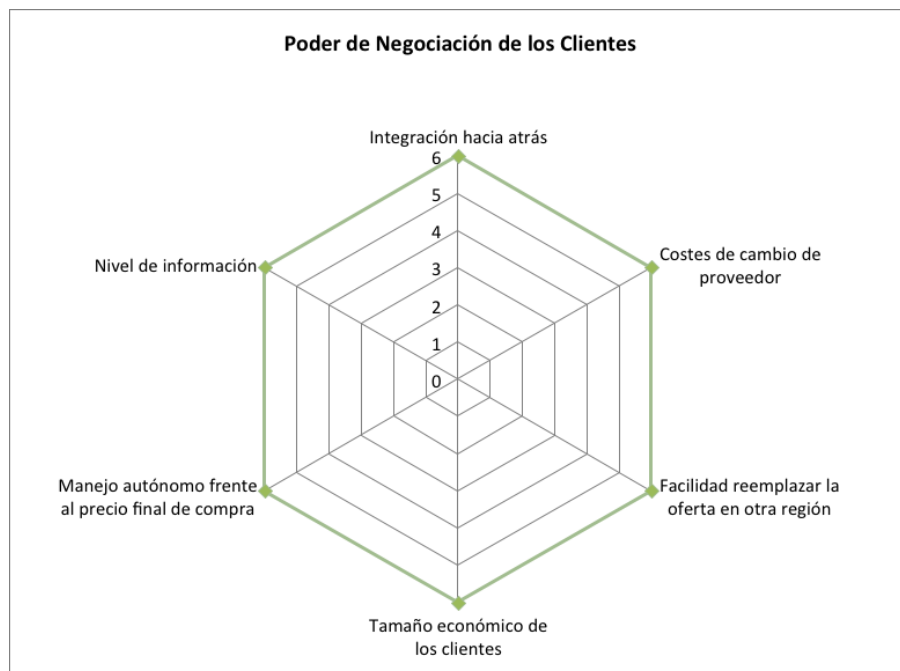 Poder de Negociación de los Clientes
Integración hacia atrás
6
5
4
3
2
1
0
Costes de cambio de
proveedor
Facilidad reemplazar la
oferta en otra región
Tamaño económico de
los clientes
Manejo autónomo frente
al precio final de compra
Nivel de información